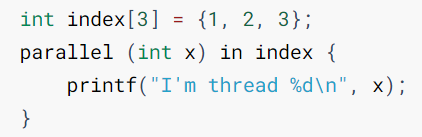 int index[3] = {1, 2, 3};
parallel (int x) in index {
    printf("I'm thread %d\n", x);
}